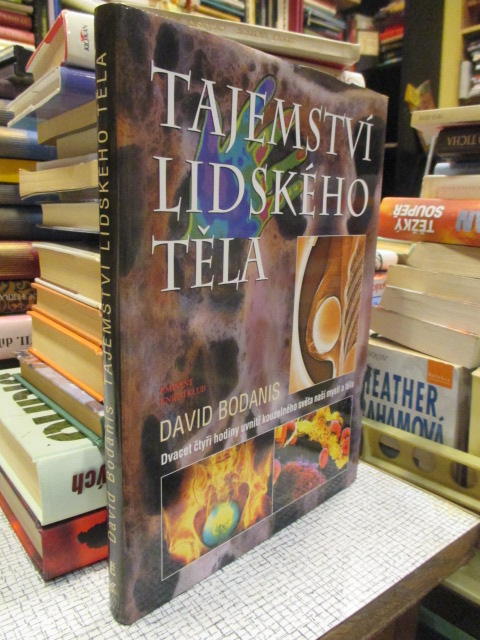 TAJEMSTVÍ
LIDSKÉHO
TĚLA
DAVID BODANIS
Dvacet čtyři hodiny uvnitř kouzelného světa naší mysli a těla
David Bodanis TAJEMSTVÍ LIDSKÉHO TĚLA
TICHA
TĚŽKÝ
SOUPEŘ
HEATHER